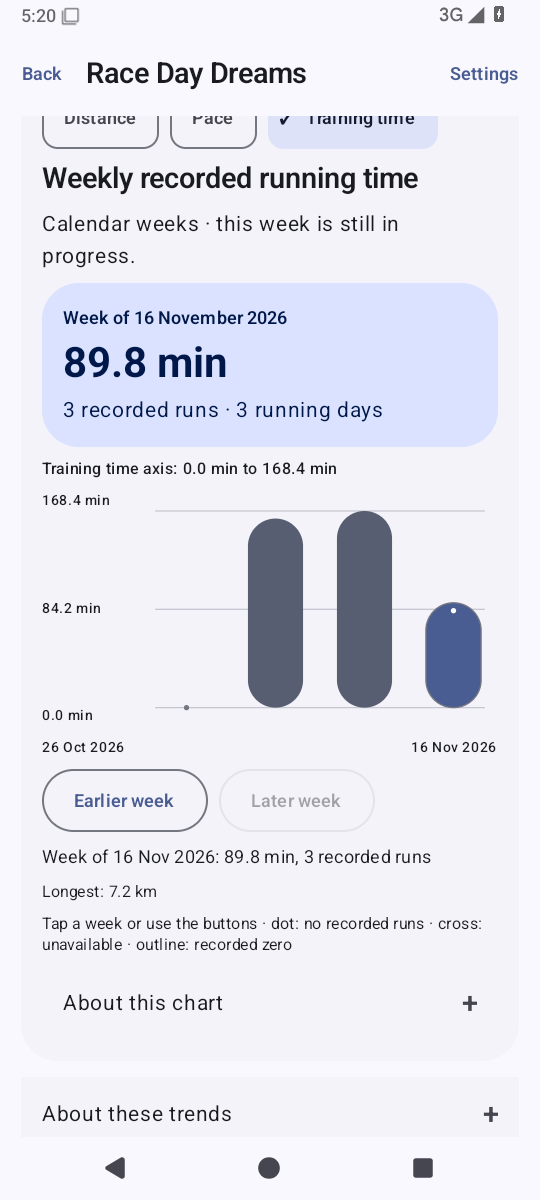 5:20
3G
Back
Race Day Dreams
Settings
Distance
Pace
✓ Training time
Weekly recorded running time
Calendar weeks · this week is still in
progress.
Week of 16 November 2026
89.8 min
3 recorded runs · 3 running days
Training time axis: 0.0 min to 168.4 min
168.4 min
84.2 min
0.0 min
26 Oct 2026
16 Nov 2026
Earlier week
Later week
Week of 16 Nov 2026: 89.8 min, 3 recorded runs
Longest: 7.2 km
Tap a week or use the buttons · dot: no recorded runs · cross:
unavailable · outline: recorded zero
About this chart +
About these trends +